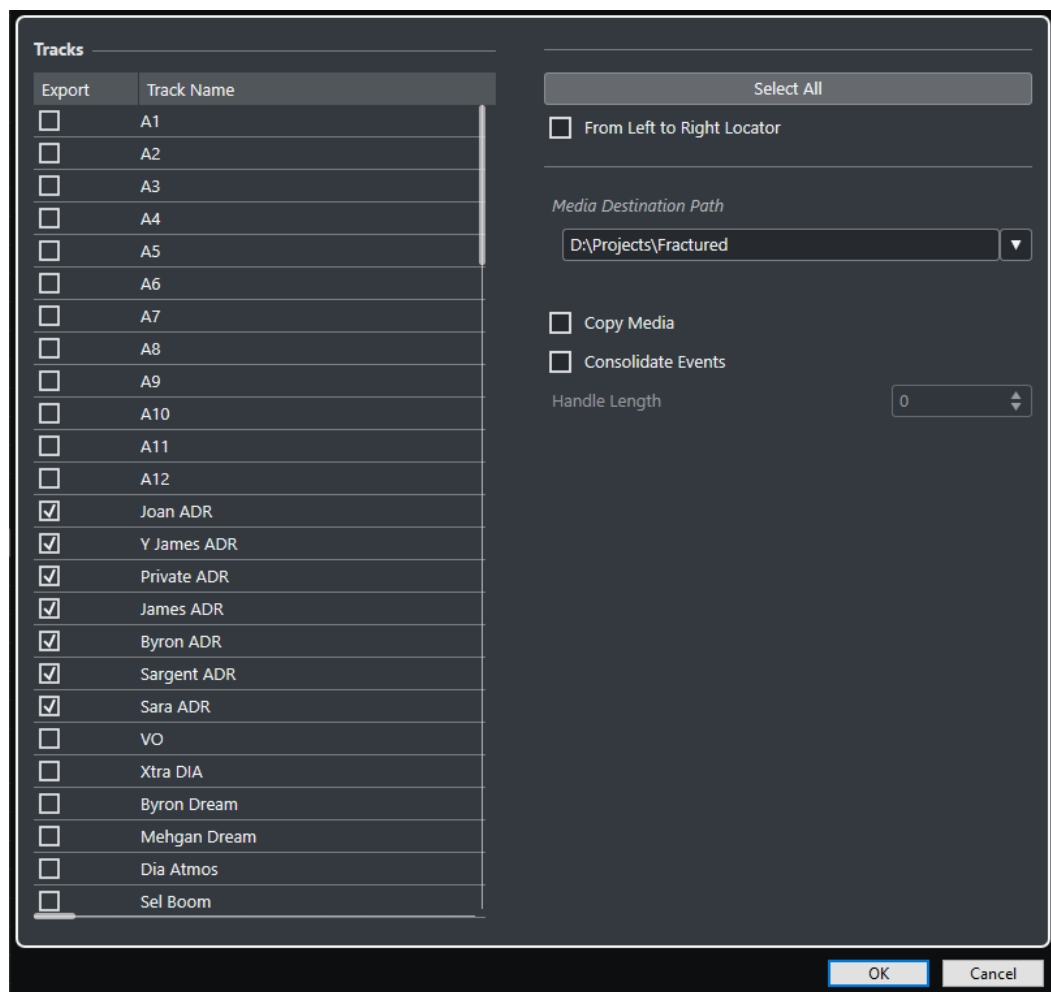 Tracks
Export Track Name
A1
A2
A3
A4
A5
A6
A7
A8
A9
A10
A11
A12
Joan ADR
Y James ADR
Private ADR
James ADR
Byron ADR
Sargent ADR
Sara ADR
VO
Xtra DIA
Byron Dream
Mehgan Dream
Dia Atmos
Sel Boom
Select All
From Left to Right Locator
Media Destination Path
D:\Projects\Fractured
Copy Media
Consolidate Events
Handle Length 0
OK Cancel